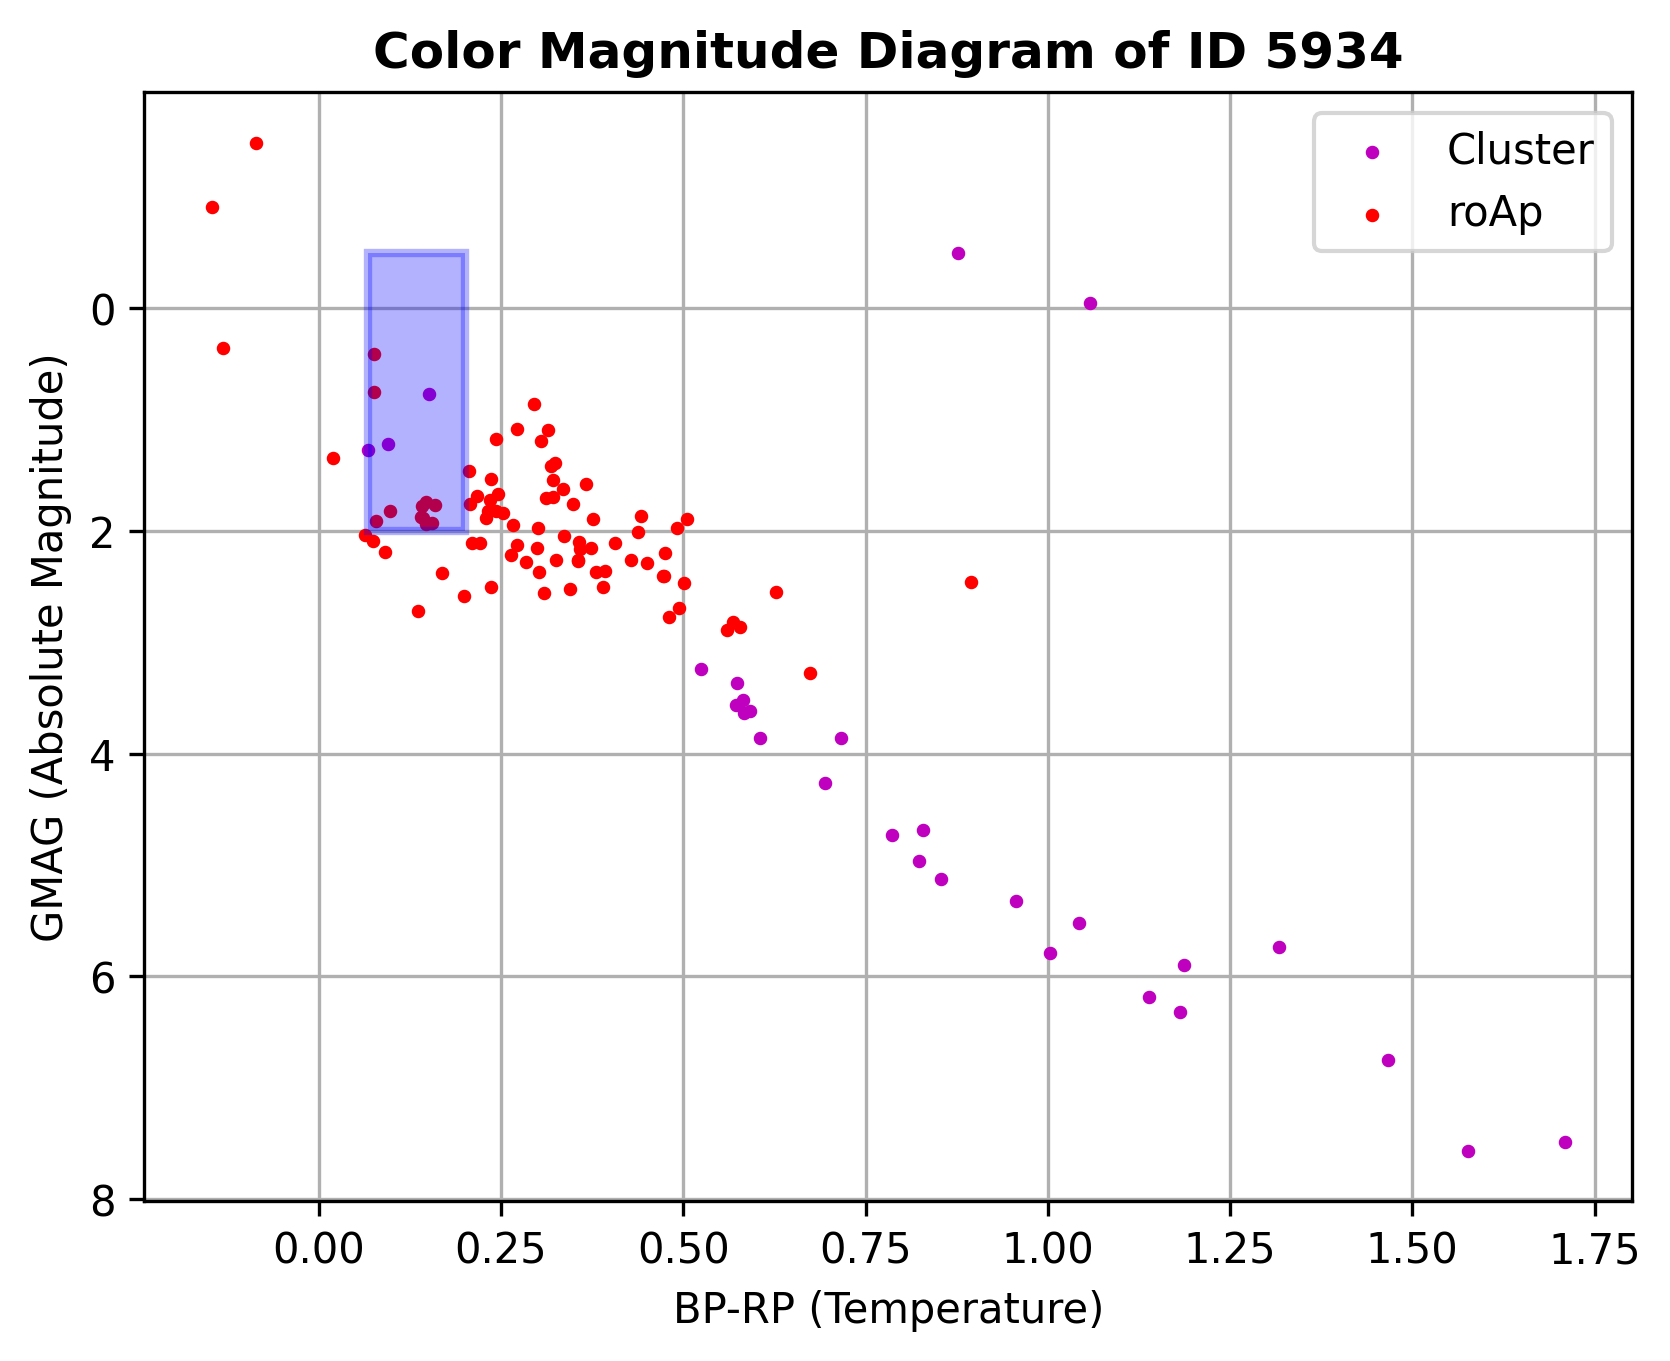 Color Magnitude Diagram of ID 5934
Cluster
roAp
GMAG (Absolute Magnitude)
0
2
4
6
8
0.00 0.25 0.50 0.75 1.00 1.25 1.50 1.75
BP-RP (Temperature)